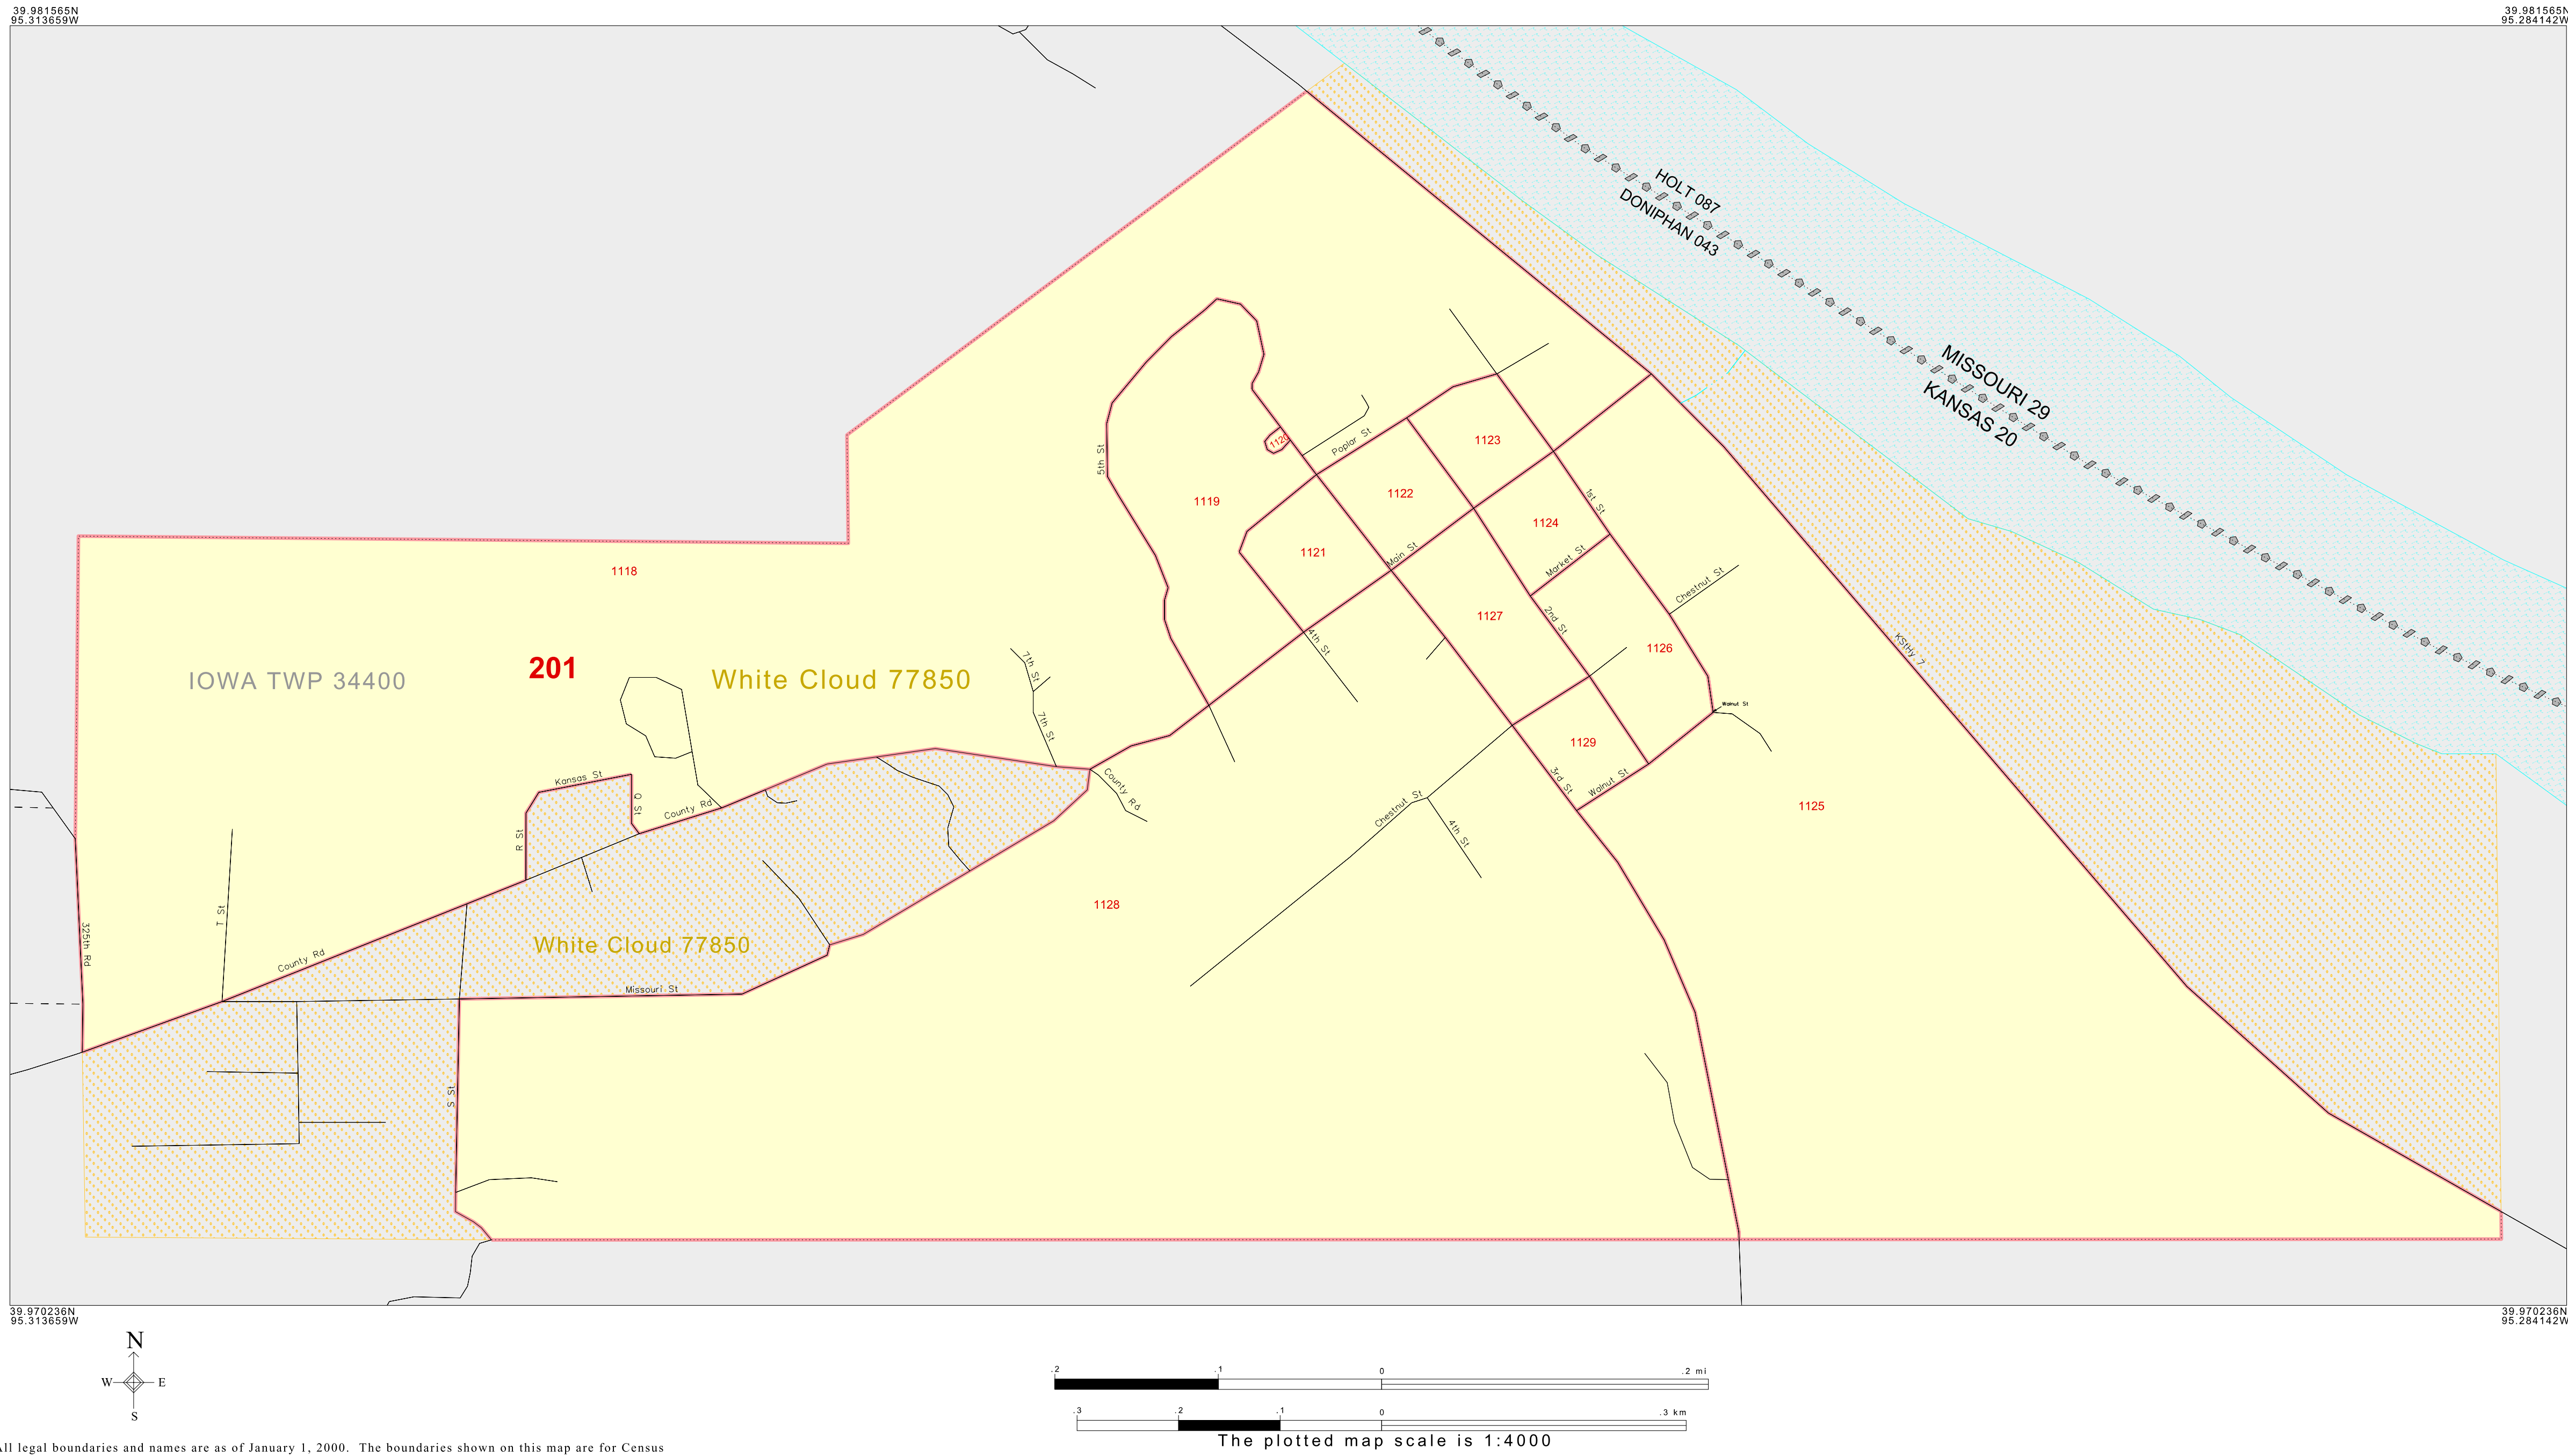 39.981565N
95.313659W
39.981565N
95.284142W
HOLT 087
DONIPHAN 043
MISSOURI 29
KANSAS 20
Poplar St
5th St
1120
1123
1119
1122
1st St
1124
1121
Main St
Market St
1118
Chestnut St
1127
2nd St
1126
4th St
KStHy 7
IOWA TWP 34400
201
White Cloud 77850
7th St
7th St
Walnut St
1129
Kansas St
Q St
County Rd
County Rd
3rd St
Walnut St
1125
R St
Chestnut St
4th St
1128
T St
325th Rd
White Cloud 77850
County Rd
Missouri St
S St
39.970236N
95.313659W
39.970236N
95.284142W
N
W E
S
.2 .1 0 .2 mi
.3 .2 .1 0 .3 km
The plotted map scale is 1:4000
All legal boundaries and names are as of January 1, 2000. The boundaries shown on this map are for Census